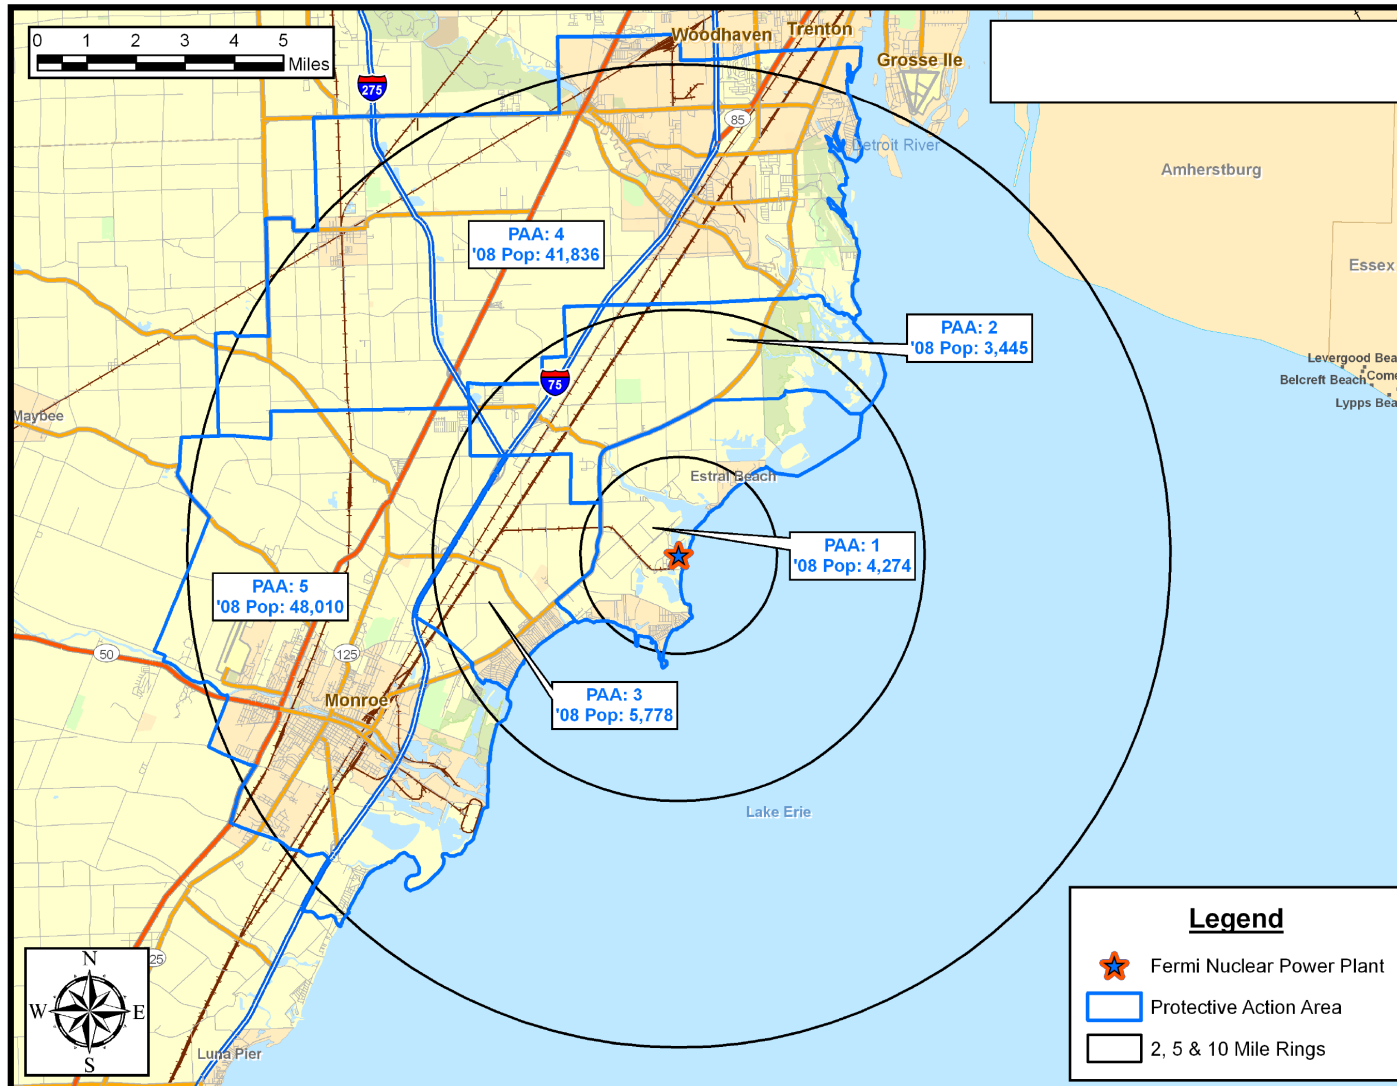 0 1 2 3 4 5
Miles
Woodhaven
Trenton
Grosse Ile
275
85
Detroit River
Amherstburg
Essex
PAA: 4
'08 Pop: 41,836
PAA: 2
'08 Pop: 3,445
Levergood Bea
Come
Belcreft Beach
Lypps Bea
75
Maybee
Estral Beach
PAA: 1
'08 Pop: 4,274
PAA: 5
'08 Pop: 48,010
50
125
Monroe
PAA: 3
'08 Pop: 5,778
Lake Erie
Legend
Fermi Nuclear Power Plant
Protective Action Area
2, 5 & 10 Mile Rings
25
N
W E
S
Luna Pier